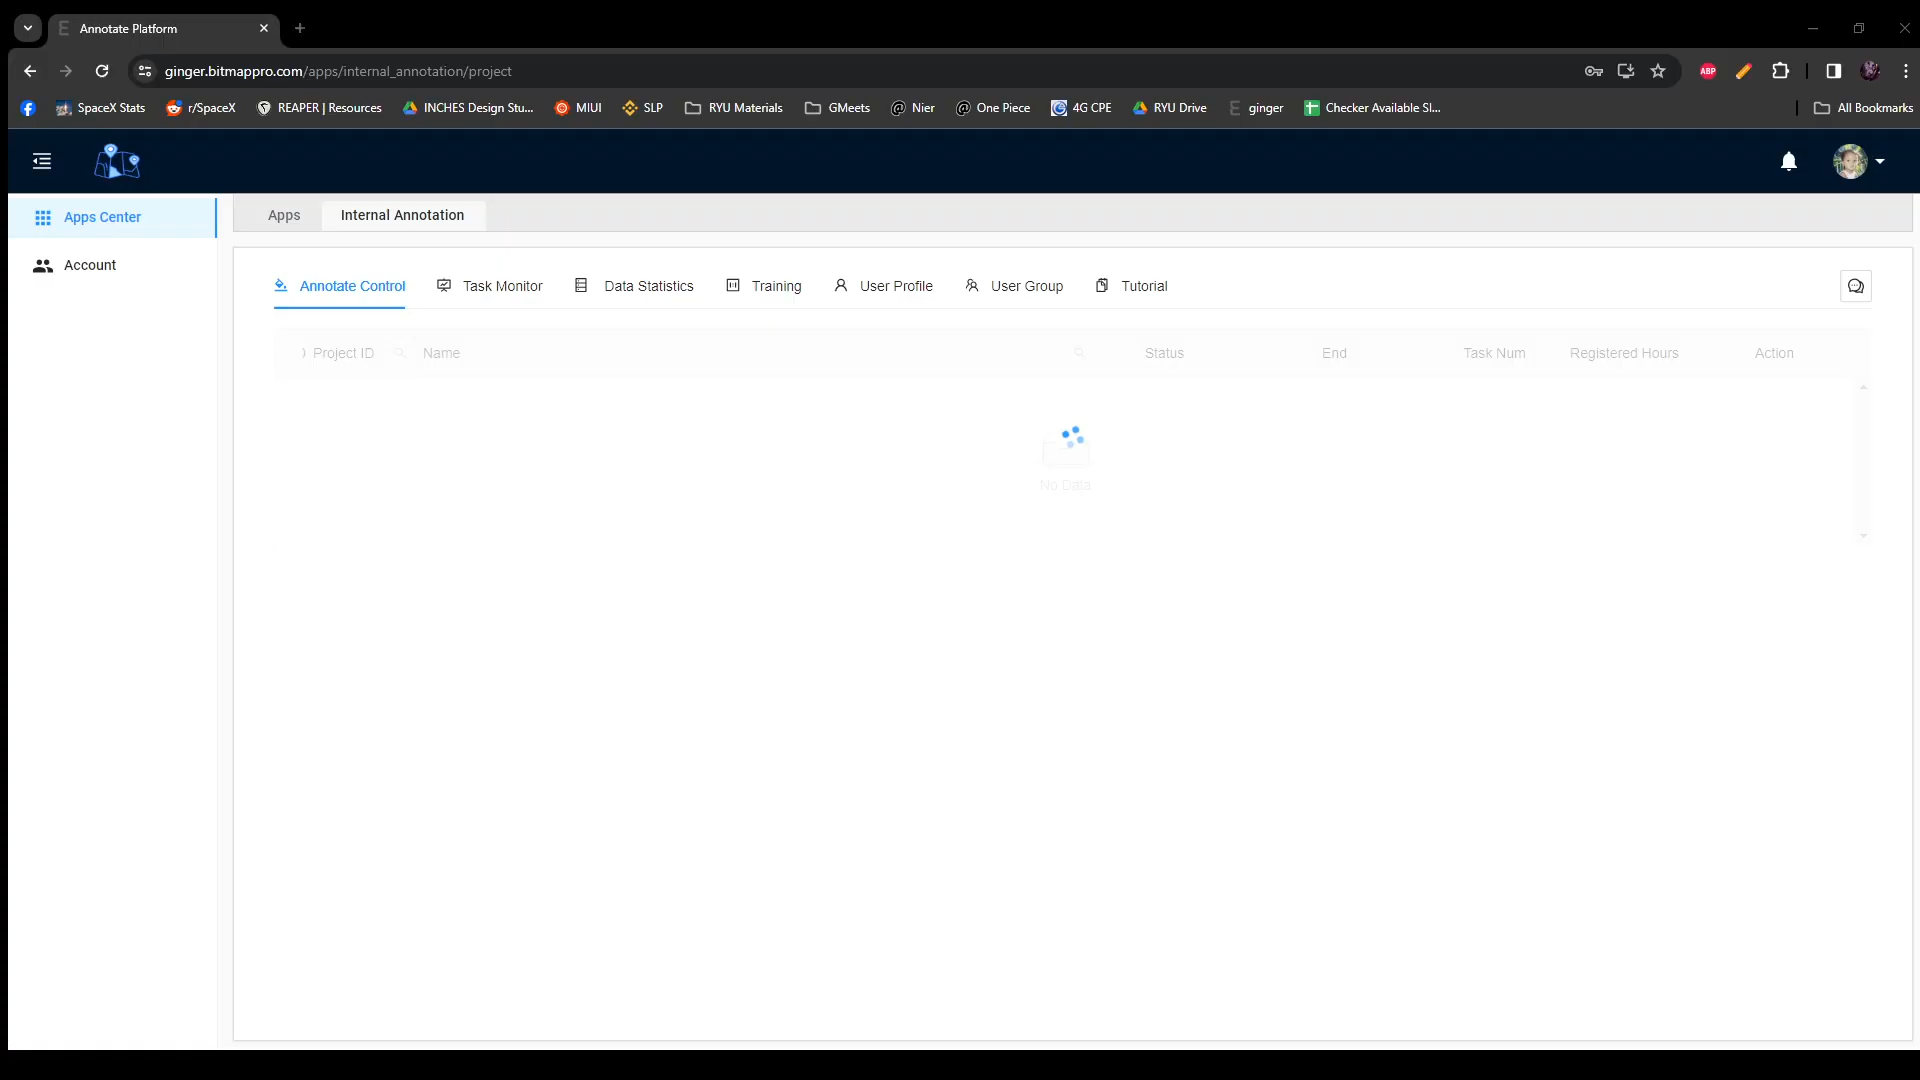 Annotate Platform
ginger.bitmappro.com/apps/internal_annotation/project
ABP
SpaceX Stats r/SpaceX REAPER | Resources INCHES Design Stu... MIUI SLP RYU Materials GMeets Nier One Piece 4G CPE RYU Drive ginger Checker Available Sl... All Bookmarks
Apps Center
Account
Apps Internal Annotation
Annotate Control Task Monitor Data Statistics Training User Profile User Group Tutorial
Project ID Name Status End Task Num Registered Hours Action
No Data